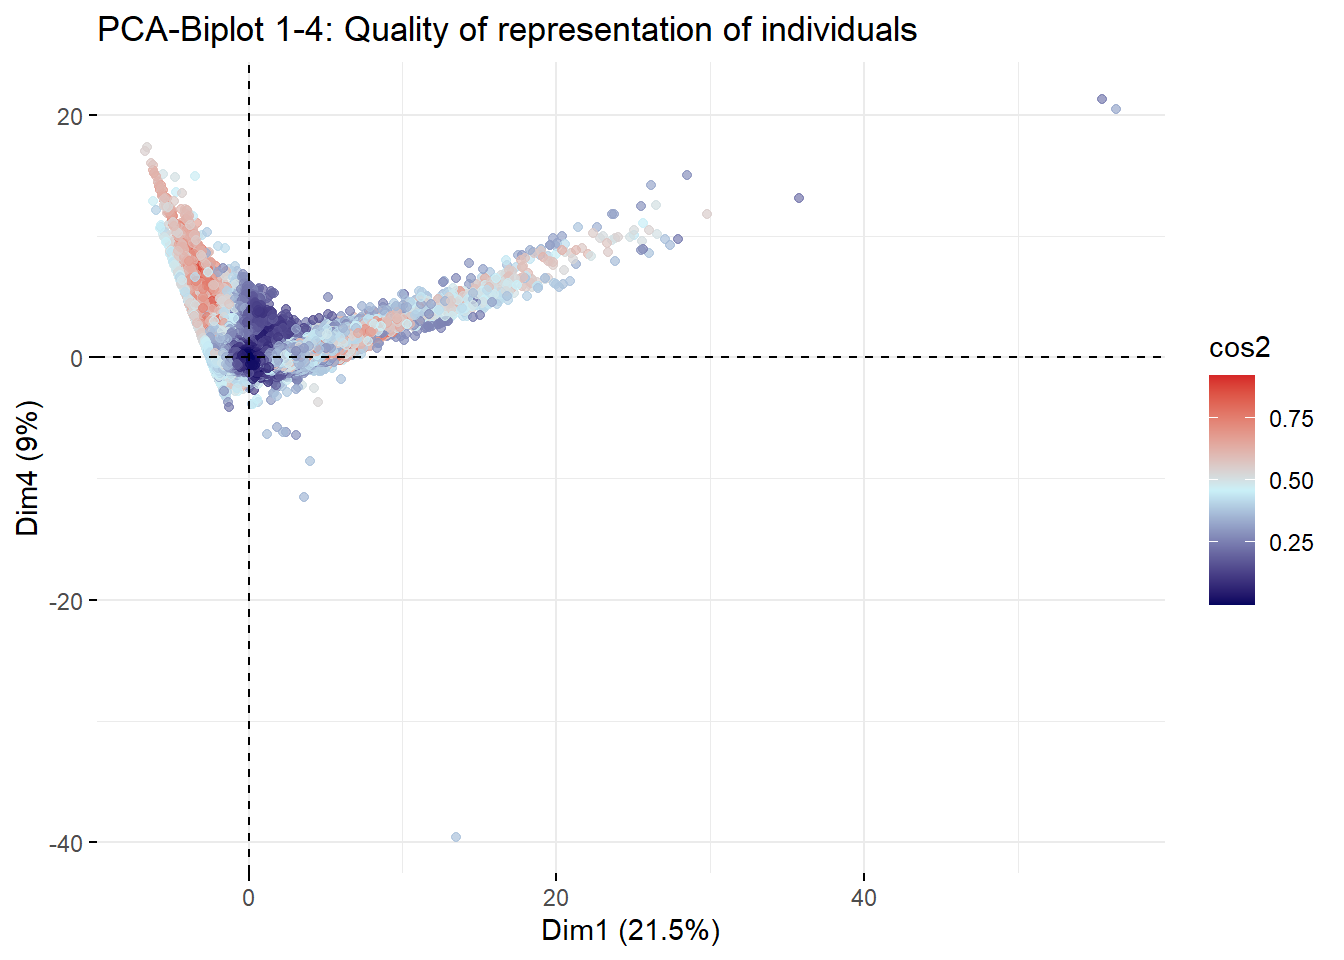 PCA-Biplot 1-4: Quality of representation of individuals
20
0
-20
-40
Dim4 (9%)
0
20
40
Dim1 (21.5%)
cos2
0.75
0.50
0.25